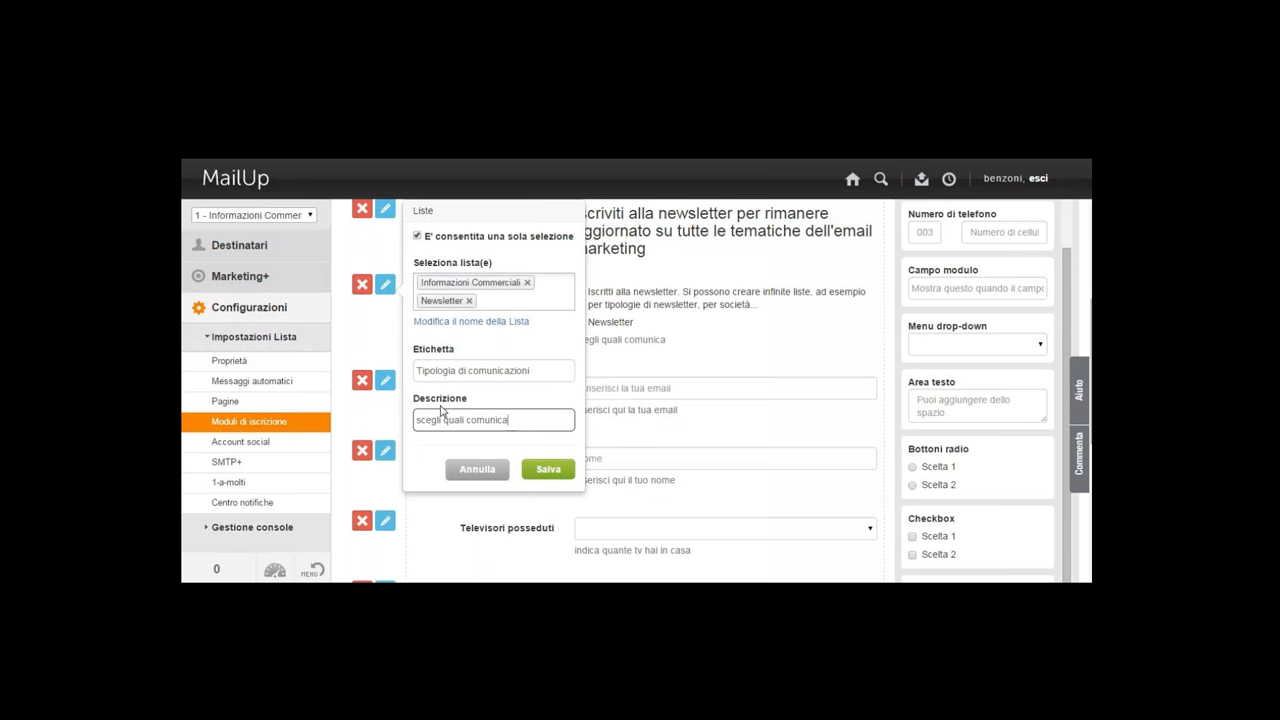 MailUp
benzoni, esci
1 - Informazioni Commer
Destinatari
Marketing+
Configurazioni
Impostazioni Lista
Proprietà
Messaggi automatici
Pagine
Moduli di iscrizione
Account social
SMTP+
1-a-molti
Centro notifiche
Gestione console
0
MENU
Liste
E' consentita una sola selezione
Seleziona lista(e)
Informazioni Commerciali
Newsletter
Modifica il nome della Lista
Etichetta
Tipologia di comunicazioni
Descrizione
scegli quali comunica
Annulla
Salva
scriviti alla newsletter per rimanere
ggiornato su tutte le tematiche dell'email
arketing
Iscritti alla newsletter. Si possono creare infinite liste, ad esempio
per tipologie di newsletter, per società...
Newsletter
egli quali comunica
nserisci la tua email
serisci qui la tua email
ome
serisci qui il tuo nome
Televisori posseduti
indica quante tv hai in casa
Numero di telefono
003
Numero di cellul
Campo modulo
Mostra questo quando il campo
Menu drop-down
Area testo
Puoi aggiungere dello
spazio
Bottoni radio
Scelta 1
Scelta 2
Checkbox
Scelta 1
Scelta 2
Aiuto
Commenta